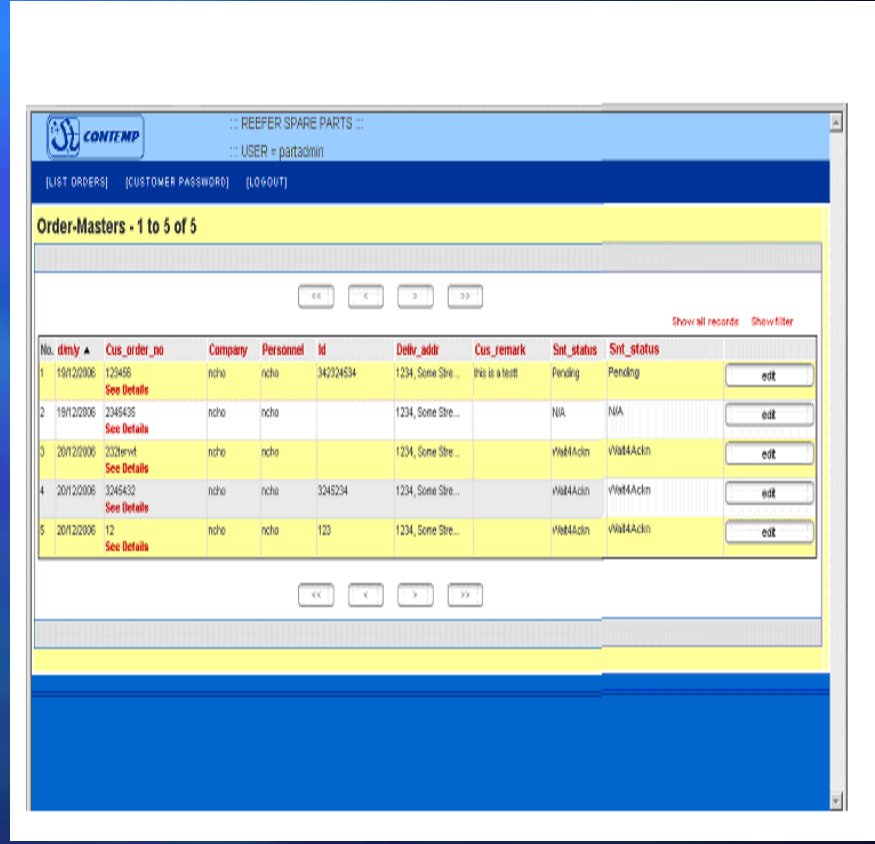 CONTEMP
::: REEFER SPARE PARTS :::
::: USER = partadmin
[LIST ORDERS] [CUSTOMER PASSWORD] [LOGOUT]
Order-Masters - 1 to 5 of 5
<< < > >>
Show all records Show filter
No. d/m/y ▲ Cus_order_no Company Personnel Id Deliv_addr Cus_remark Snt_status Snt_status
1 19/12/2006 123456 ncho ncho 342324534 1234, Some Stre... this is a testt Pending Pending edit
See Details
2 19/12/2006 2345435 ncho ncho 1234, Some Stre... N/A N/A edit
See Details
3 20/12/2006 ncho ncho 1234, Some Stre... Wait4Ackn Wait4Ackn edit
See Details
4 20/12/2006 3245432 ncho ncho 3245234 1234, Some Stre... Wait4Ackn Wait4Ackn edit
See Details
5 20/12/2006 12 ncho ncho 123 1234, Some Stre... Wait4Ackn Wait4Ackn edit
See Details
<< < > >>